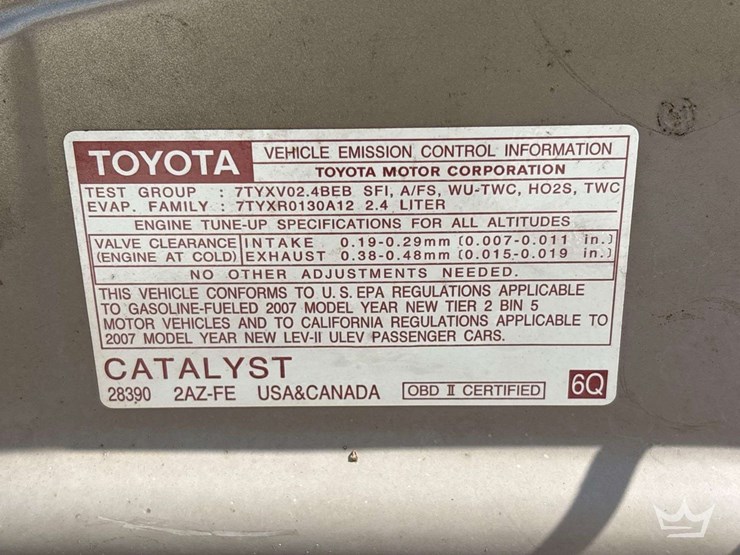 TOYOTA VEHICLE EMISSION CONTROL INFORMATION
TOYOTA MOTOR CORPORATION
TEST GROUP : 7TYXV02.4BEB SFI, A/FS, WU-TWC, HO2S, TWC
EVAP. FAMILY : 7TYXR0130A12 2.4 LITER
ENGINE TUNE-UP SPECIFICATIONS FOR ALL ALTITUDES
VALVE CLEARANCE INTAKE 0.19-0.29mm (0.007-0.011 in.)
(ENGINE AT COLD) EXHAUST 0.38-0.48mm (0.015-0.019 in.)
NO OTHER ADJUSTMENTS NEEDED.
THIS VEHICLE CONFORMS TO U.S. EPA REGULATIONS APPLICABLE
TO GASOLINE-FUELED 2007 MODEL YEAR NEW TIER 2 BIN 5
MOTOR VEHICLES AND TO CALIFORNIA REGULATIONS APPLICABLE TO
2007 MODEL YEAR NEW LEV-II ULEV PASSENGER CARS.
CATALYST
28390 2AZ-FE USA&CANADA OBD II CERTIFIED 6Q